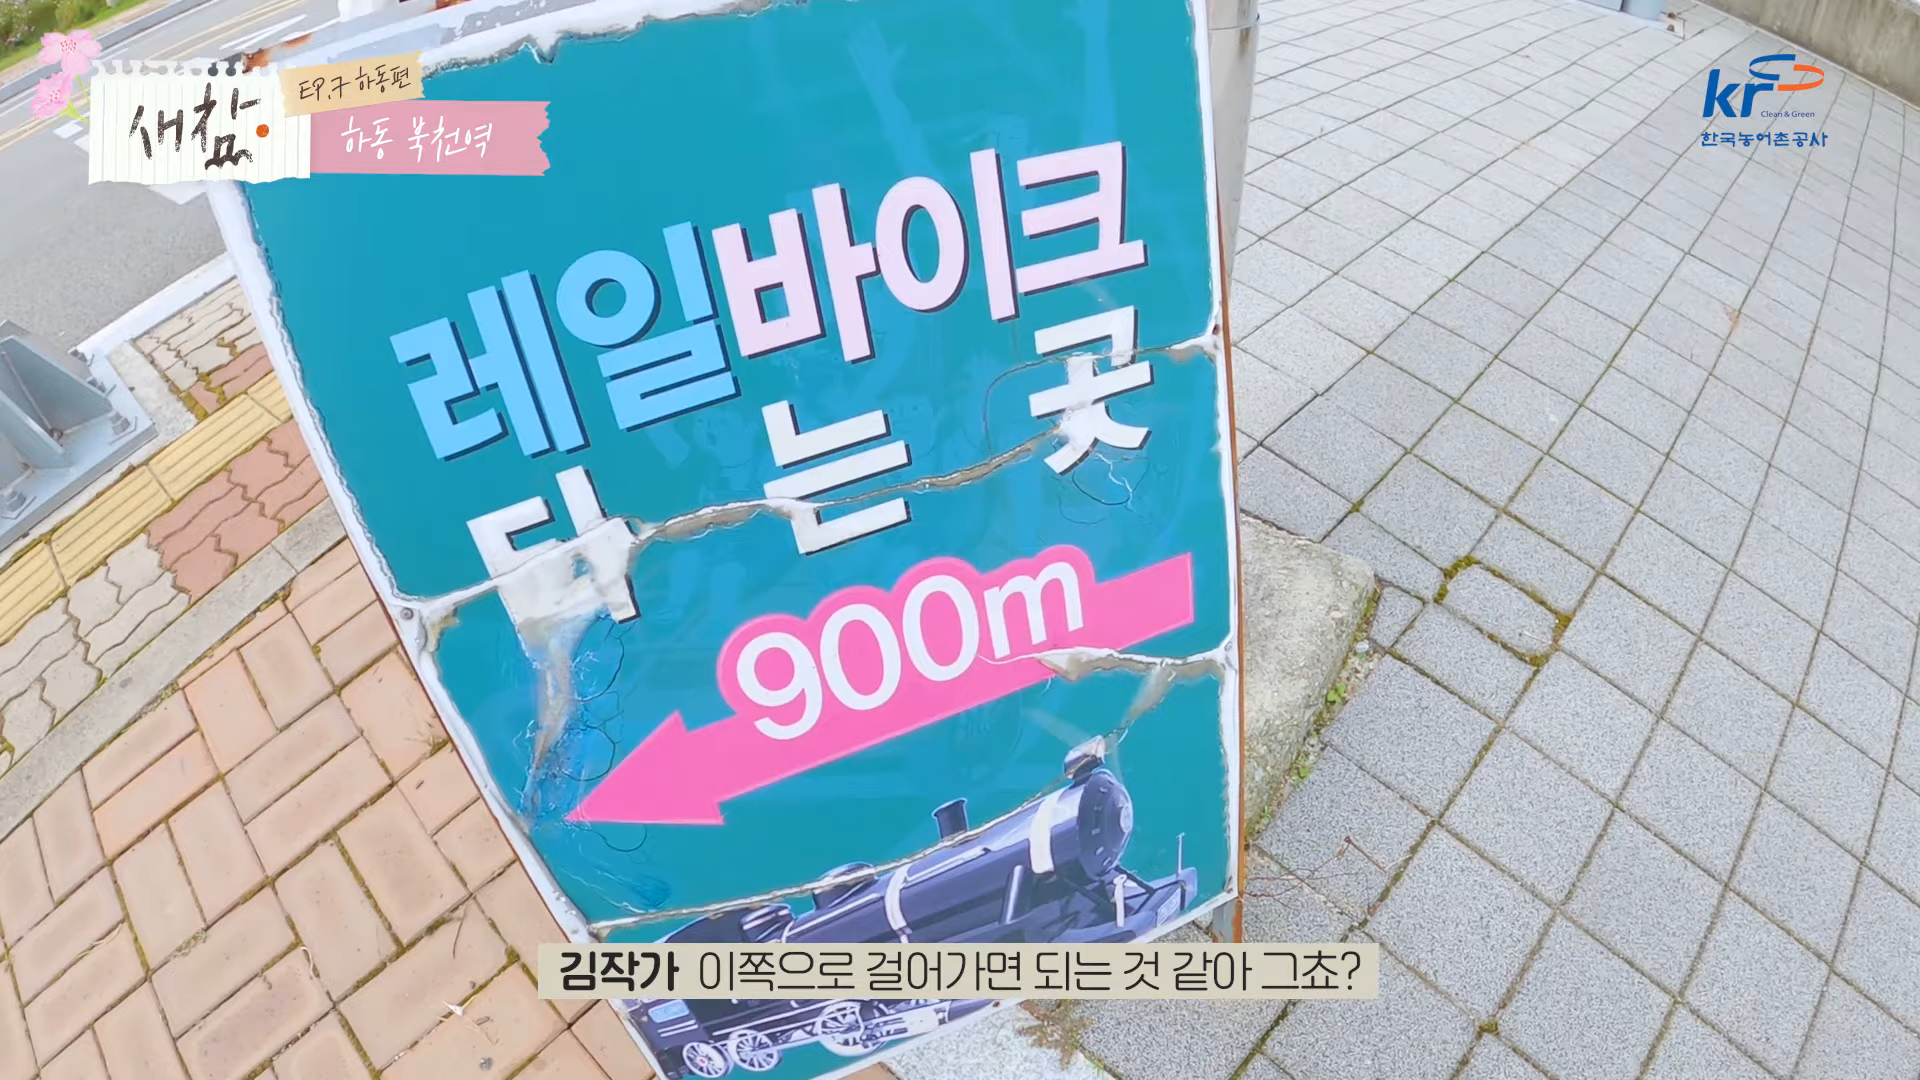 새참
EP.7 하동편
하동 북천역
kr
Clean & Green
한국농어촌공사
레일바이크
타는곳
900m
김작가 이쪽으로 걸어가면 되는 것 같아 그쵸?